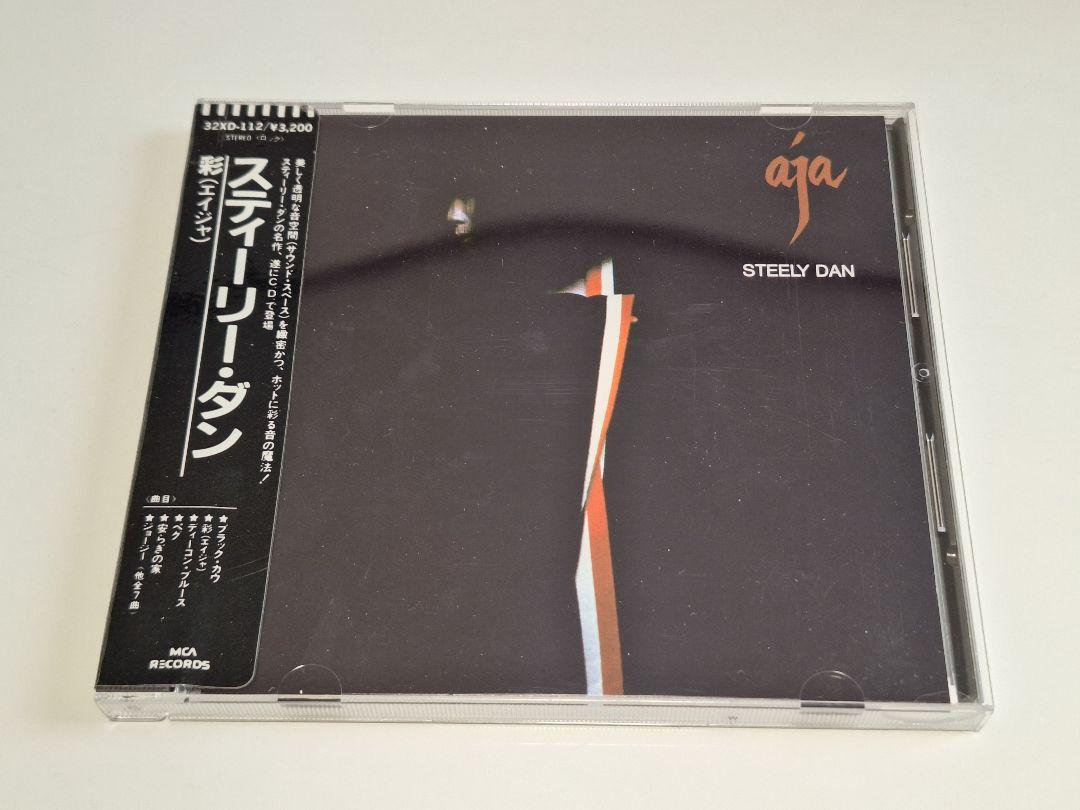 32XD-112/¥3,200
STEREO〈ロック〉
スティーリー・ダン
彩(エイジャ)
美しく透明な音空間(サウンド・スペース)を緻密かつ、ホットに彩る音の魔法!
スティーリー・ダンの名作、遂にCDで登場
〈曲目〉
★ブラック・カウ
★彩(エイジャ)
★ディーコン・ブルース
★ペグ
★安らぎの家
★ジョージー(他全7曲)
MCA
RECORDS
aja
STEELY DAN